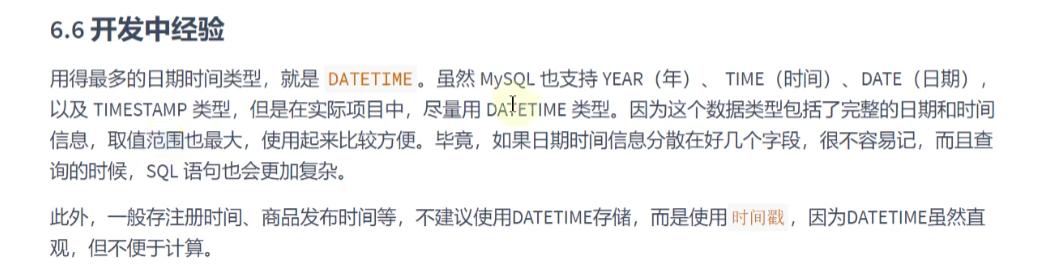 6.6 开发中经验
用得最多的日期时间类型，就是 DATETIME 。虽然 MySQL 也支持 YEAR（年）、 TIME（时间）、DATE（日），
以及 TIMESTAMP 类型，但是在实际项目中，尽量用 DATETIME 类型。因为这个数据类型包括了完整的日期和时间
信息，取值范围也最大，使用起来比较方便。毕竟，如果日期时间信息分散在好几个字段，很不容易记，而且查
询的时候，SQL 语句也会更加复杂。
此外，一般存注册时间、商品发布时间等，不建议使用DATETIME存储，而是使用 时间戳 ，因为DATETIME虽然直
观，但不便于计算。